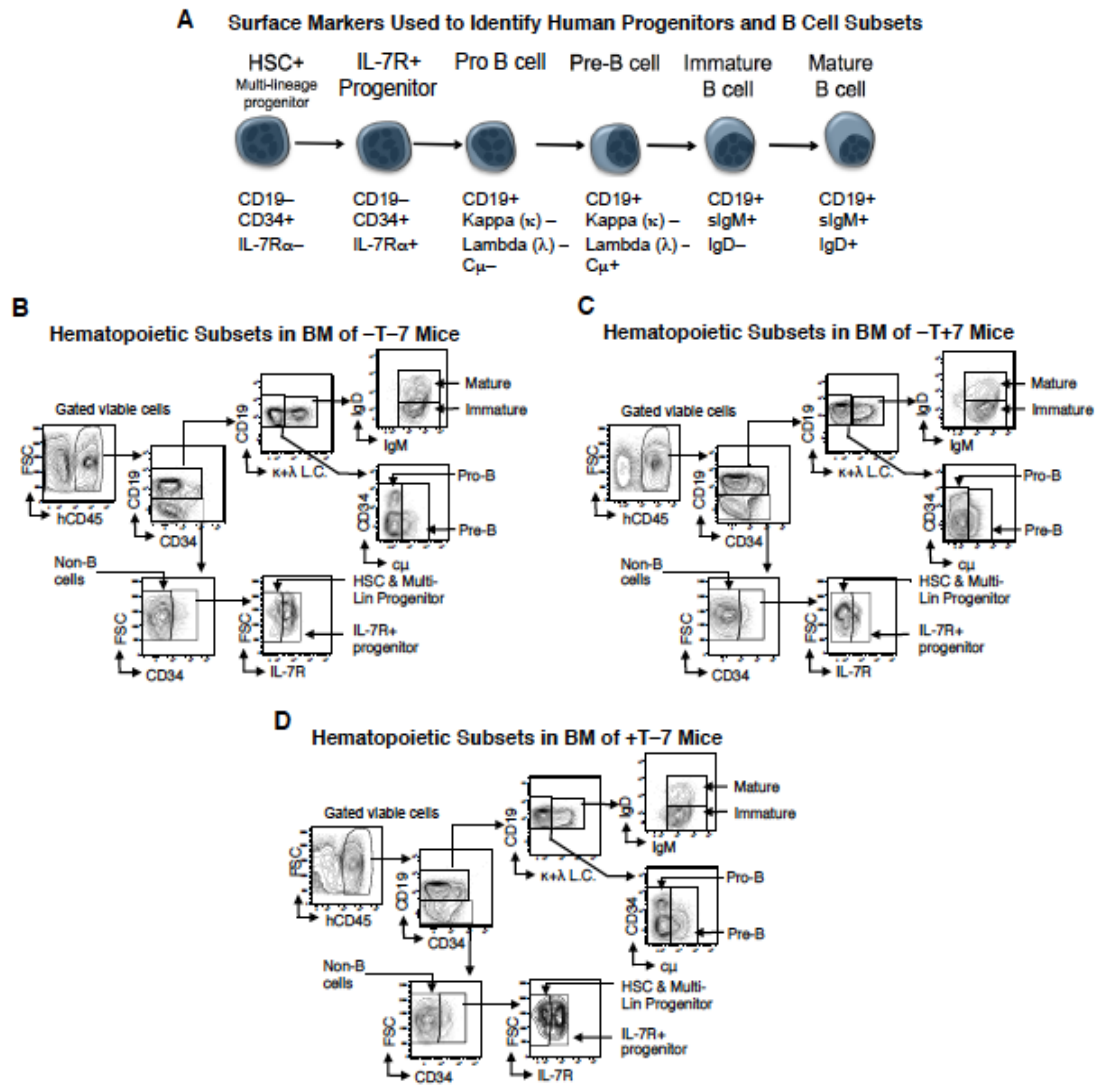 A
Surface Markers Used to Identify Human Progenitors and B Cell Subsets
HSC+
Multi-lineage
progenitor
IL-7R+
Progenitor
Pro B cell
Pre-B cell
Immature
B cell
Mature
B cell
CD19–
CD34+
IL-7Rα–
CD19–
CD34+
IL-7Rα+
CD19+
Kappa (κ) –
Lambda (λ) –
Cμ–
CD19+
Kappa (κ) –
Lambda (λ) –
Cμ+
CD19+
sIgM+
IgD–
CD19+
sIgM+
IgD+
B
Hematopoietic Subsets in BM of –T–7 Mice
Gated viable cells
FSC
hCD45
CD19
CD34
CD19
κ+λ L.C.
IgD
IgM
Mature
Immature
CD34
cμ
Pro-B
Pre-B
Non-B
cells
FSC
CD34
FSC
IL-7R
HSC & Multi-
Lin Progenitor
IL-7R+
progenitor
C
Hematopoietic Subsets in BM of –T+7 Mice
Gated viable cells
FSC
hCD45
CD19
CD34
CD19
κ+λ L.C.
IgD
IgM
Mature
Immature
CD34
cμ
Pro-B
Pre-B
Non-B
cells
FSC
CD34
FSC
IL-7R
HSC & Multi-
Lin Progenitor
IL-7R+
progenitor
D
Hematopoietic Subsets in BM of +T–7 Mice
Gated viable cells
FSC
hCD45
CD19
CD34
CD19
κ+λ L.C.
IgD
IgM
Mature
Immature
CD34
cμ
Pro-B
Pre-B
Non-B
cells
FSC
CD34
FSC
IL-7R
HSC & Multi-
Lin Progenitor
IL-7R+
progenitor